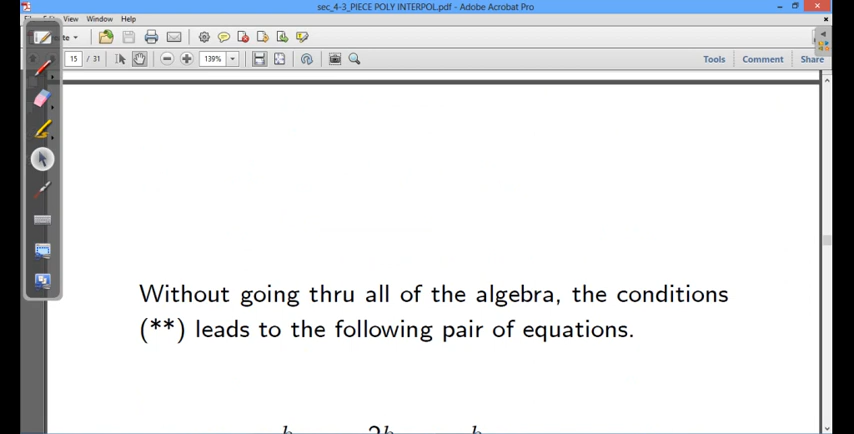 sec_4-3_PIECE POLY INTERPOL.pdf - Adobe Acrobat Pro
View Window Help
15 / 31 139% Tools Comment Share
Without going thru all of the algebra, the conditions
(**) leads to the following pair of equations.